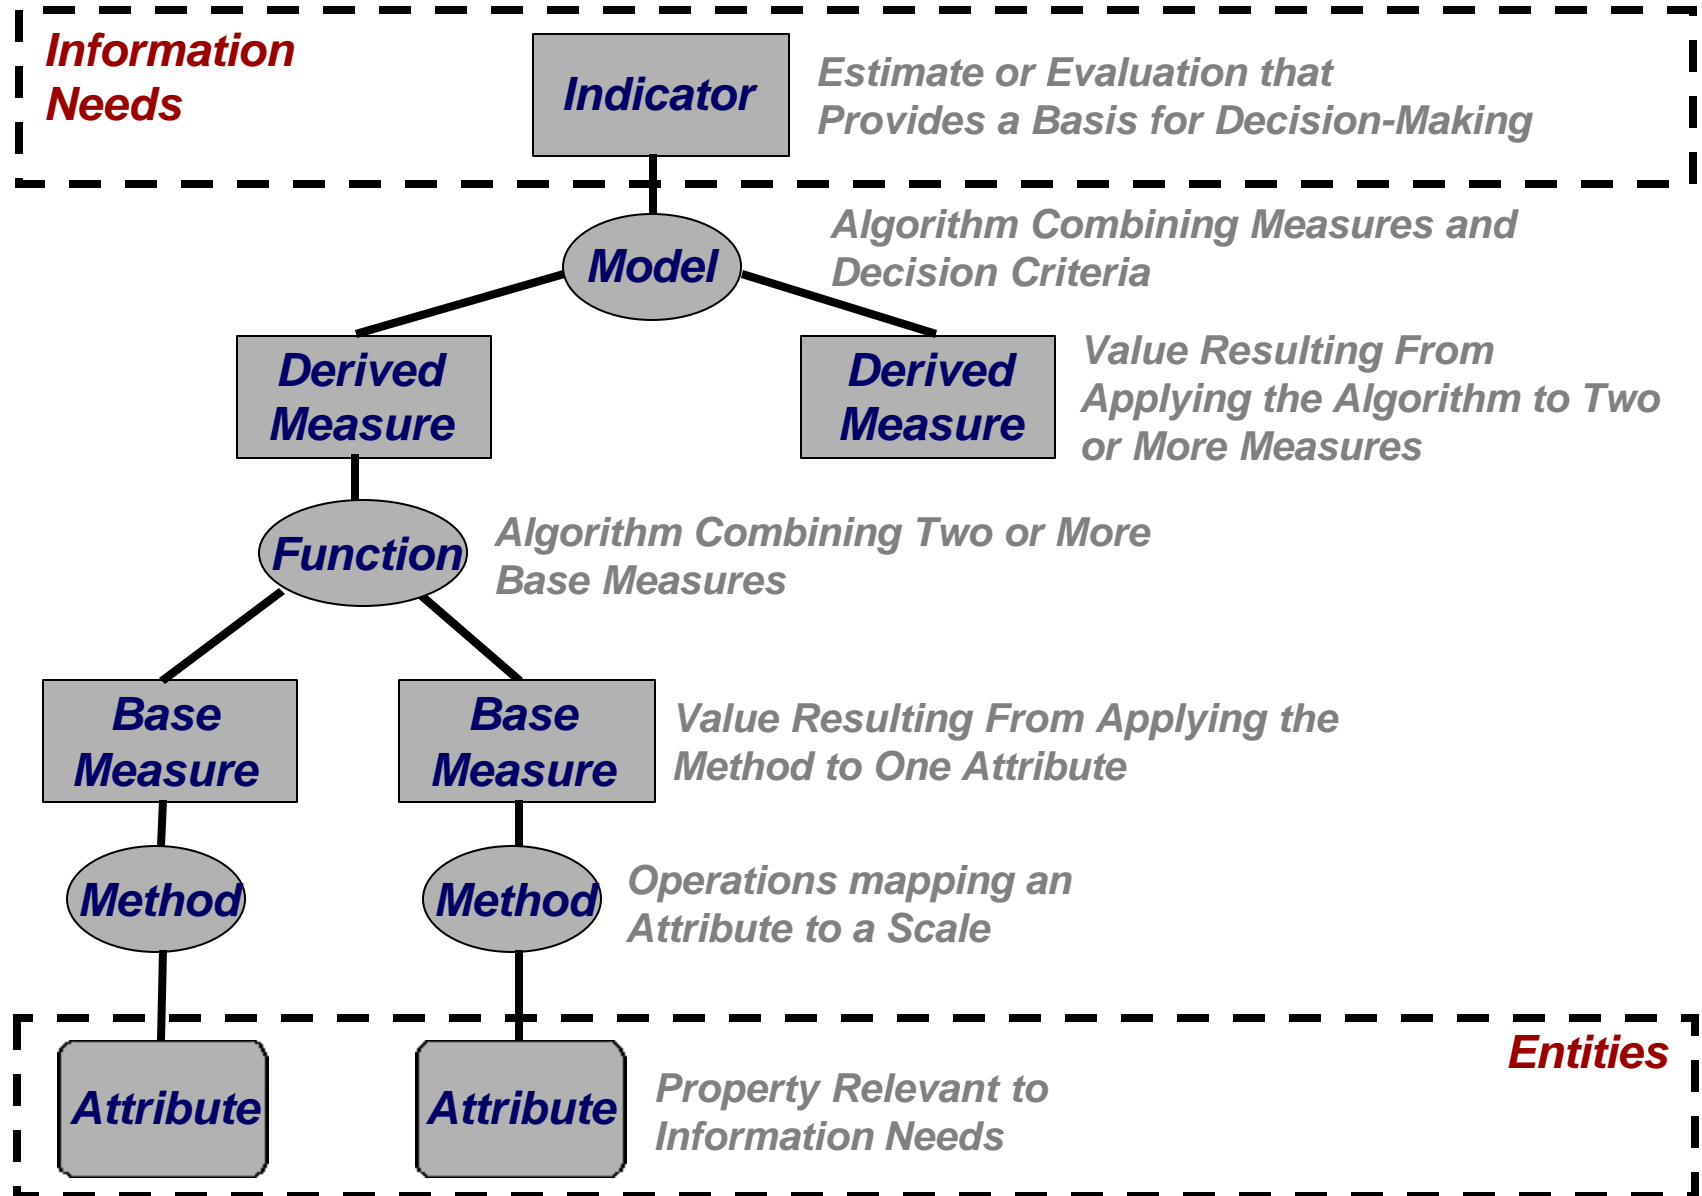 Information
Needs
Indicator
Estimate or Evaluation that
Provides a Basis for Decision-Making
Model
Algorithm Combining Measures and
Decision Criteria
Derived
Measure
Derived
Measure
Value Resulting From
Applying the Algorithm to Two
or More Measures
Function
Algorithm Combining Two or More
Base Measures
Base
Measure
Base
Measure
Value Resulting From Applying the
Method to One Attribute
Method
Method
Operations mapping an
Attribute to a Scale
Entities
Attribute
Attribute
Property Relevant to
Information Needs